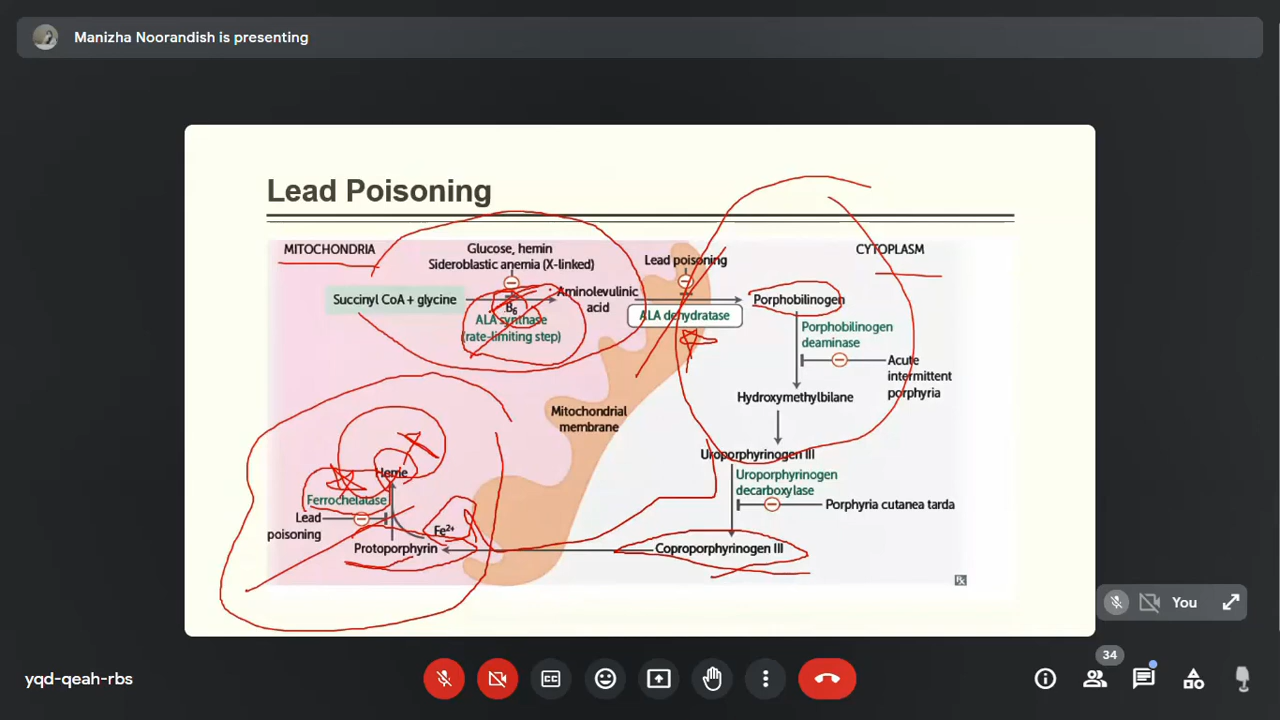 Manizha Noorandish is presenting
Lead Poisoning
MITOCHONDRIA
Glucose, hemin
Sideroblastic anemia (X-linked)
Lead poisoning
CYTOPLASM
Succinyl CoA + glycine
B6
ALA synthase
(rate-limiting step)
Aminolevulinic
acid
ALA dehydratase
Porphobilinogen
Porphobilinogen
deaminase
Acute
intermittent
porphyria
Hydroxymethylbilane
Mitochondrial
membrane
Uroporphyrinogen III
Uroporphyrinogen
decarboxylase
Porphyria cutanea tarda
Heme
Ferrochelatase
Lead
poisoning
Fe2+
Protoporphyrin
Coproporphyrinogen III
Rx
You
34
yqd-qeah-rbs
CC